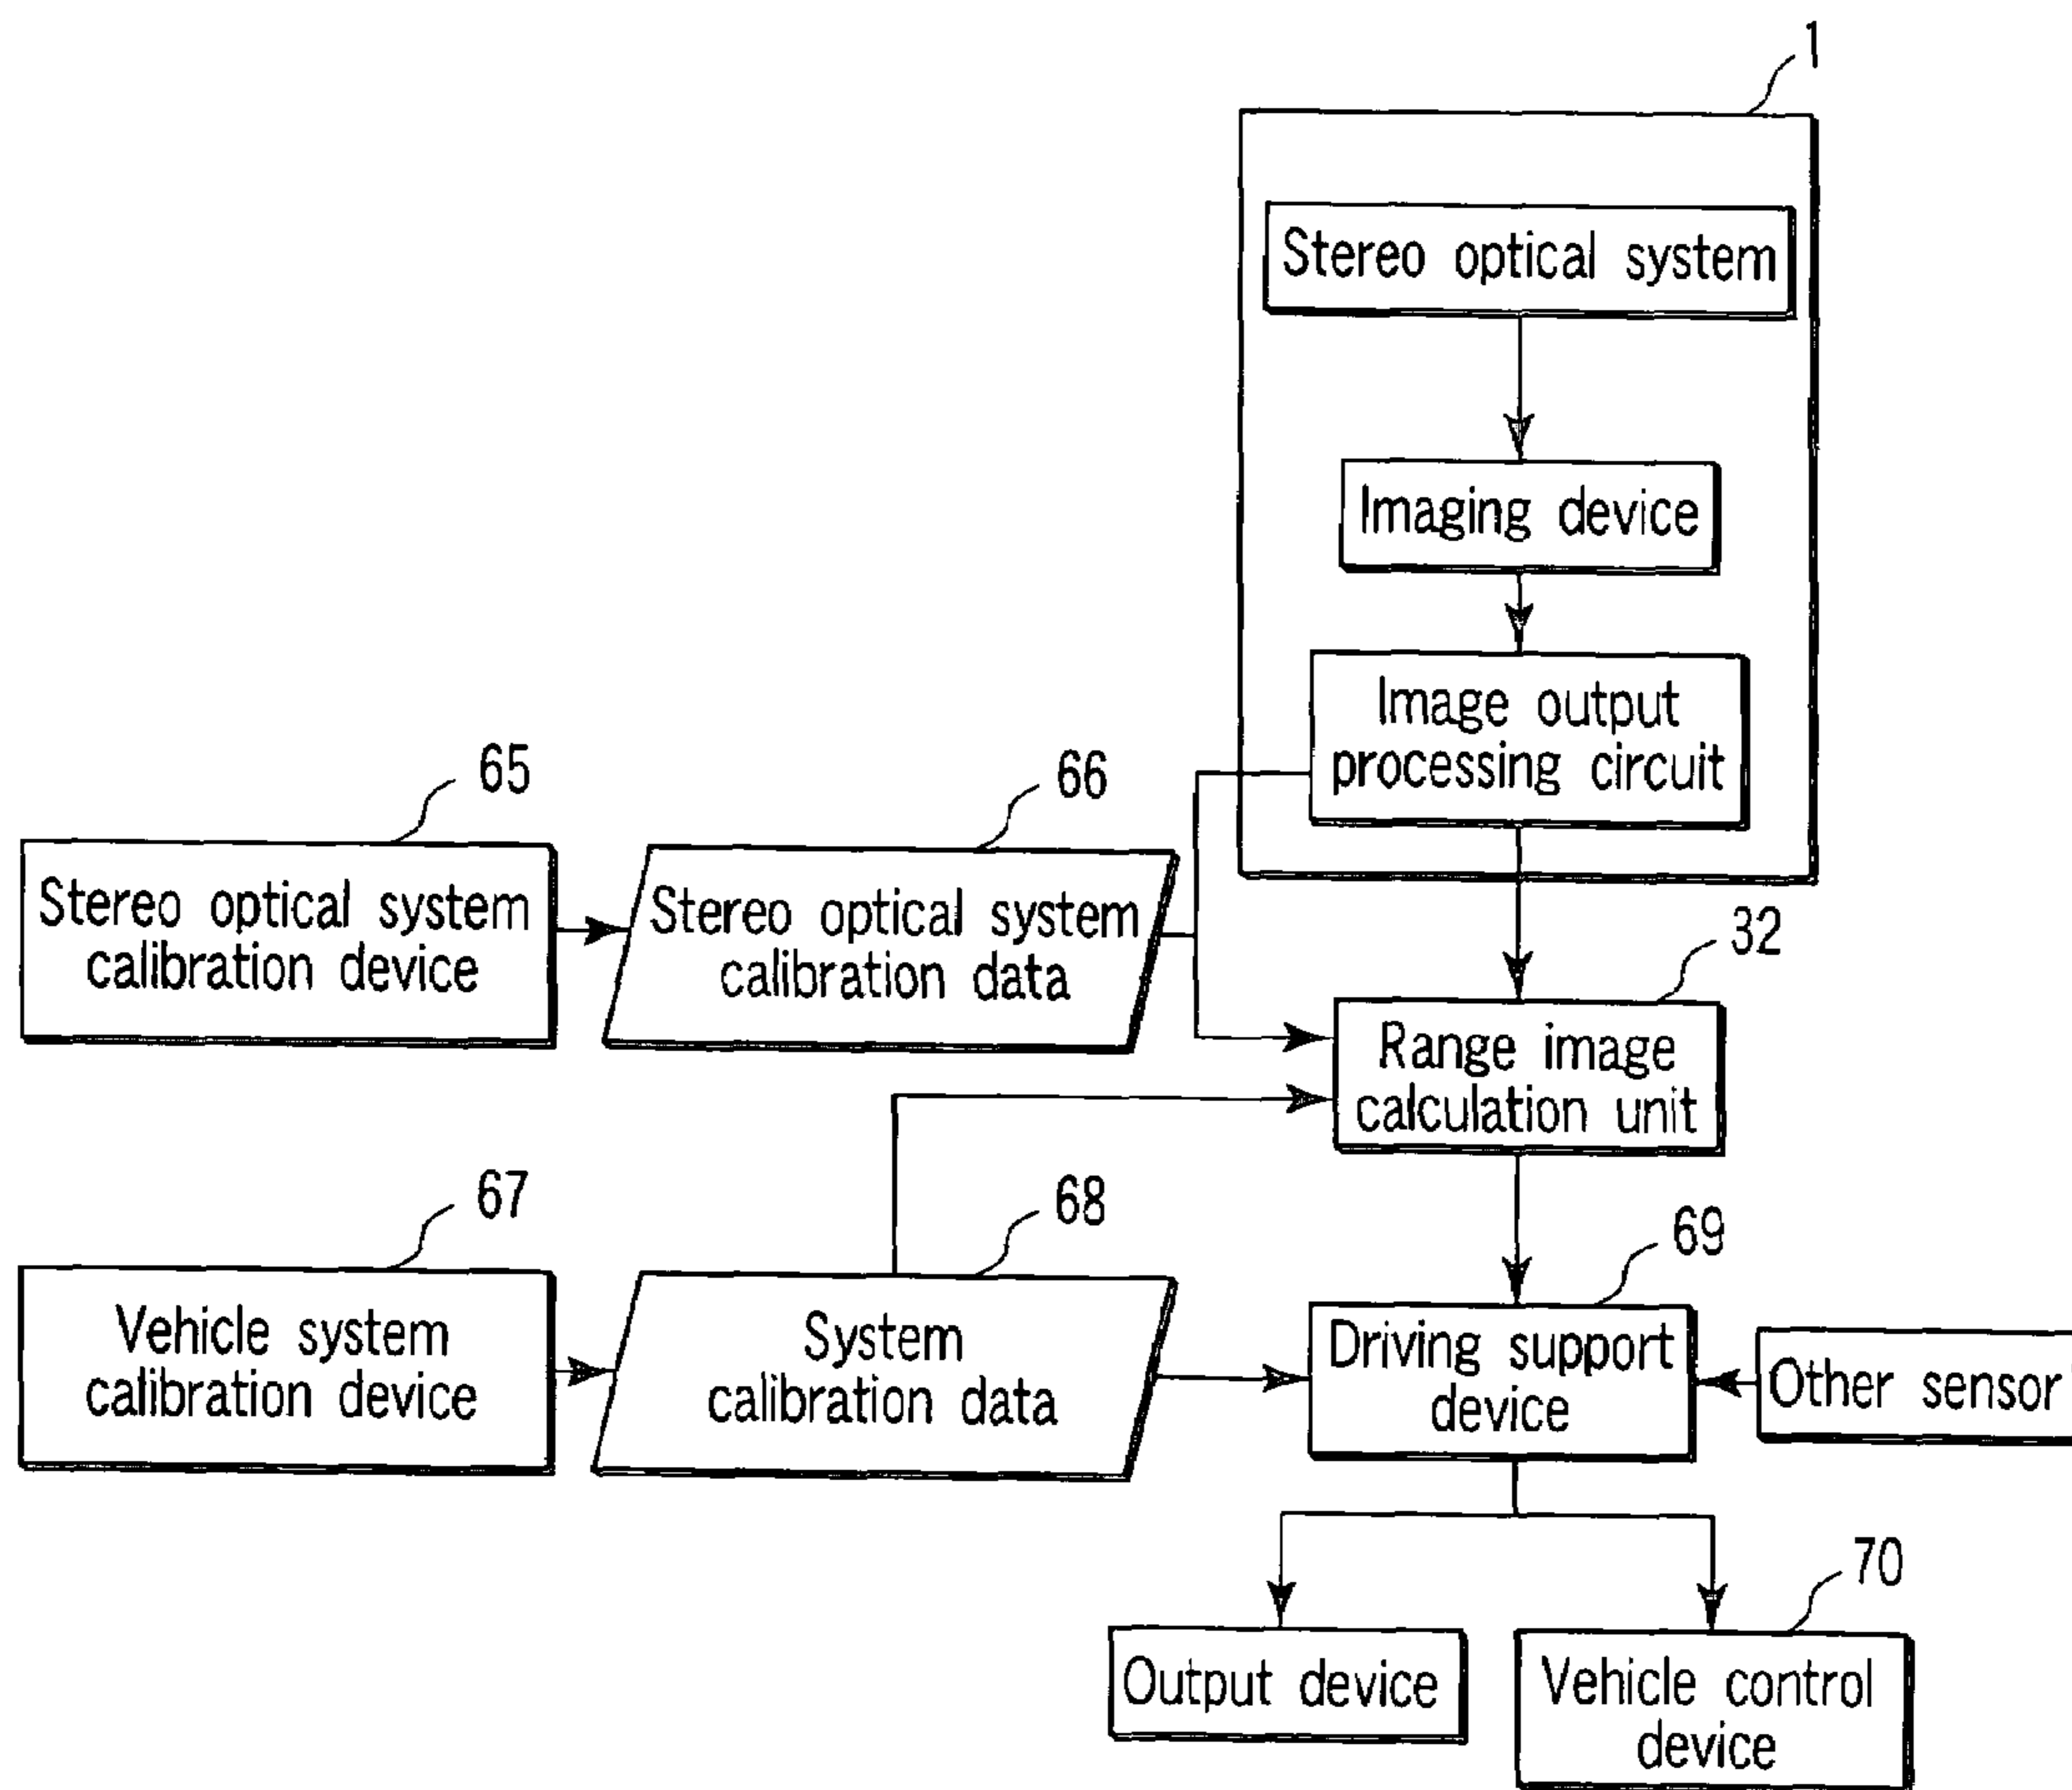 1
Stereo optical system
Imaging device
Image output
processing circuit
65
Stereo optical system
calibration device
66
Stereo optical system
calibration data
32
Range image
calculation unit
67
Vehicle system
calibration device
68
System
calibration data
69
Driving support
device
Other sensor
Output device
70
Vehicle control
device